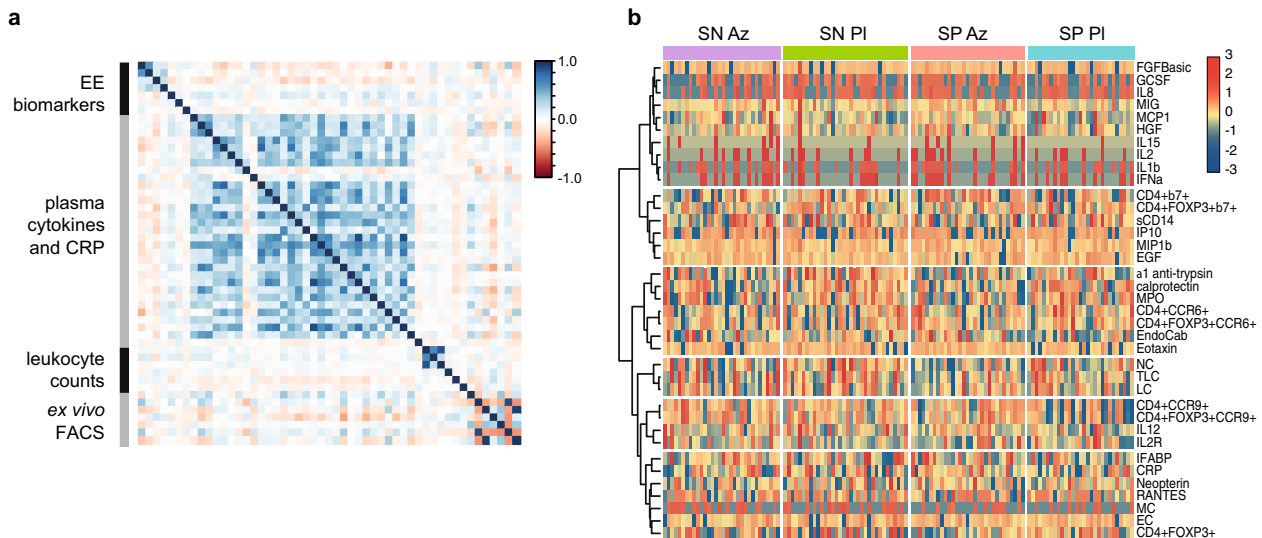 a
EE
biomarkers
plasma
cytokines
and CRP
leukocyte
counts
ex vivo
FACS
1.0
0.0
-1.0
b
SN Az
SN Pl
SP Az
SP Pl
FGFBasic
GCSF
IL8
MIG
MCP1
HGF
IL15
IL2
IL1b
IFNa
CD4+b7+
CD4+FOXP3+b7+
sCD14
IP10
MIP1b
EGF
a1 anti-trypsin
calprotectin
MPO
CD4+CCR6+
CD4+FOXP3+CCR6+
EndoCab
Eotaxin
NC
TLC
LC
CD4+CCR9+
CD4+FOXP3+CCR9+
IL12
IL2R
IFABP
CRP
Neopterin
RANTES
MC
EC
CD4+FOXP3+
3
2
1
0
-1
-2
-3